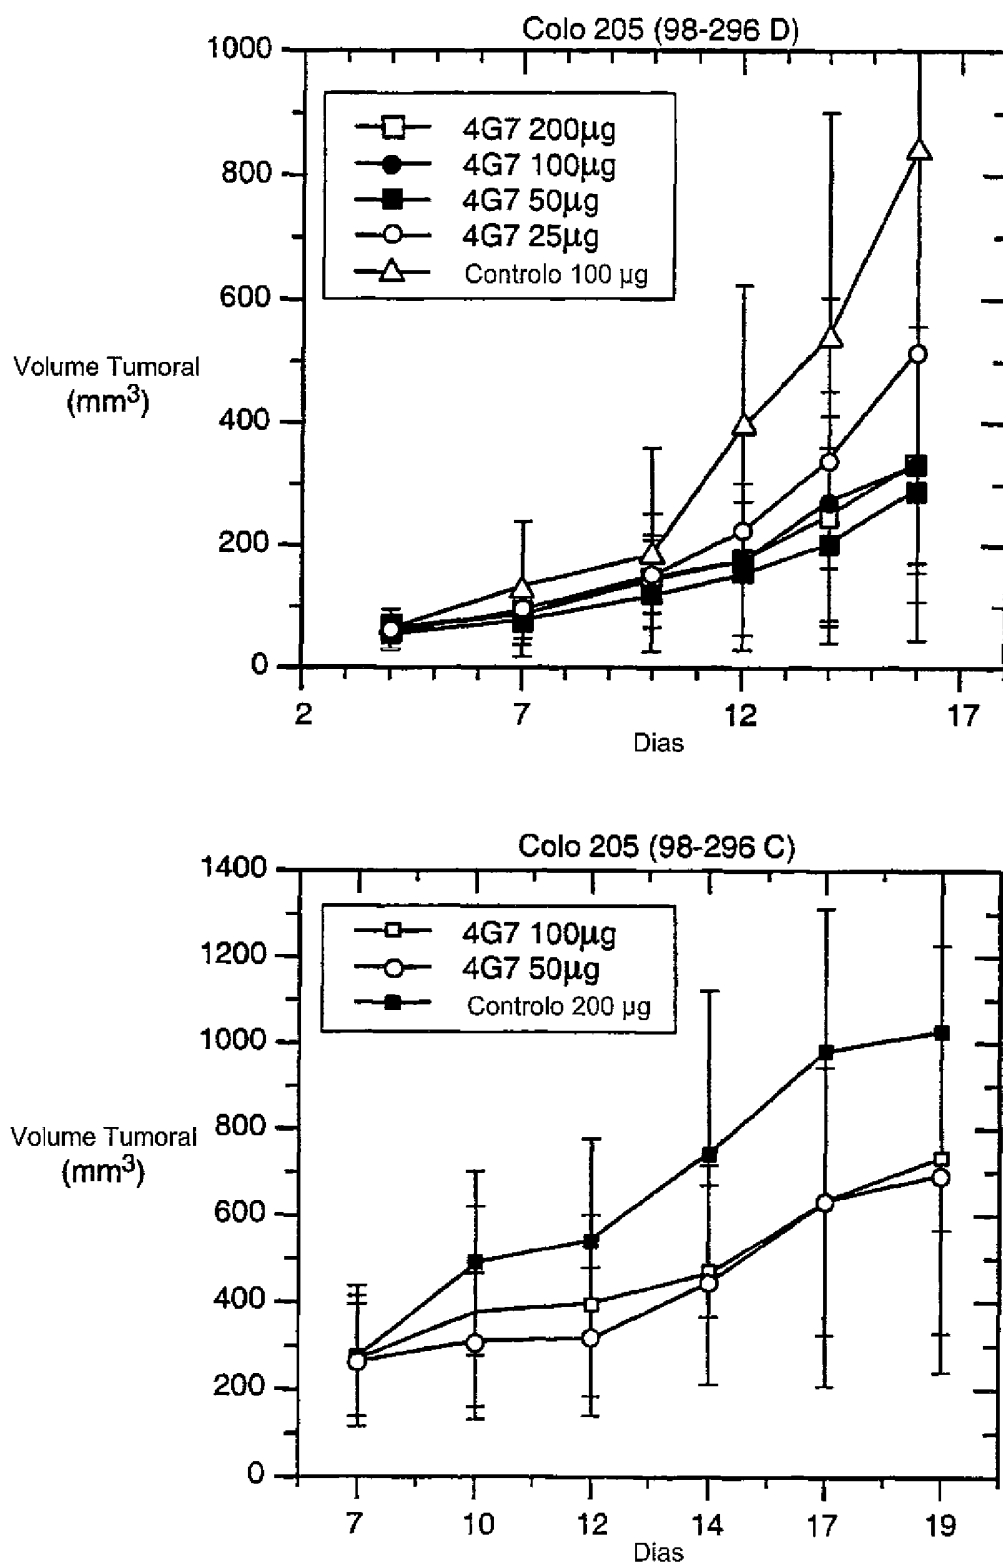 Colo 205 (98-296 D)
1000
800
600
400
200
0
4G7 200µg
4G7 100µg
4G7 50µg
4G7 25µg
Controlo 100 µg
Volume Tumoral
(mm³)
2 7 12 17
Dias
Colo 205 (98-296 C)
1400
1200
1000
800
600
400
200
0
4G7 100µg
4G7 50µg
Controlo 200 µg
Volume Tumoral
(mm³)
7 10 12 14 17 19
Dias